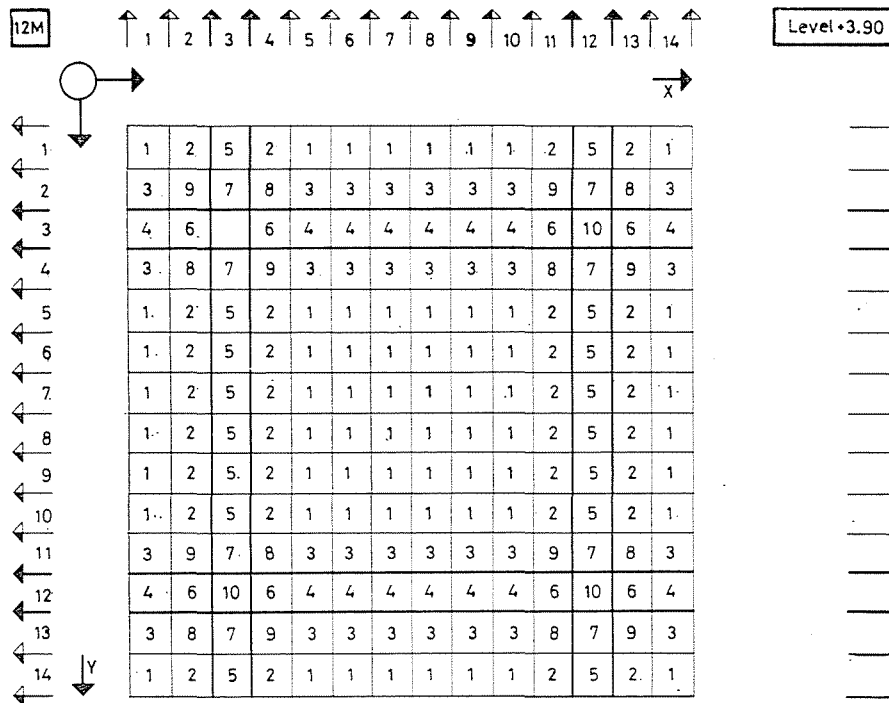 12M 1 2 3 4 5 6 7 8 9 10 11 12 13 14 Level +3.90
X
1 1 2 5 2 1 1 1 1 1 1 2 5 2 1
2 3 9 7 8 3 3 3 3 3 3 9 7 8 3
3 4 6 6 4 4 4 4 4 4 6 10 6 4
4 3 8 7 9 3 3 3 3 3 3 8 7 9 3
5 1 2 5 2 1 1 1 1 1 1 2 5 2 1
6 1 2 5 2 1 1 1 1 1 1 2 5 2 1
7 1 2 5 2 1 1 1 1 1 1 2 5 2 1
8 1 2 5 2 1 1 1 1 1 1 2 5 2 1
9 1 2 5 2 1 1 1 1 1 1 2 5 2 1
10 1 2 5 2 1 1 1 1 1 1 2 5 2 1
11 3 9 7 8 3 3 3 3 3 3 9 7 8 3
12 4 6 10 6 4 4 4 4 4 4 6 10 6 4
13 3 8 7 9 3 3 3 3 3 3 8 7 9 3
14 Y 1 2 5 2 1 1 1 1 1 1 2 5 2 1